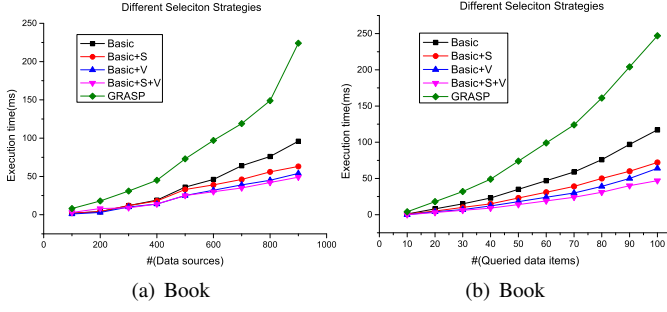 Different Seleciton Strategies
Execution time(ms)
250
200
150
100
50
0
Basic
Basic+S
Basic+V
Basic+S+V
GRASP
0 200 400 600 800 1000
#(Data sources)
(a) Book
Different Seleciton Strategies
Execution time(ms)
250
200
150
100
50
0
Basic
Basic+S
Basic+V
Basic+S+V
GRASP
0 10 20 30 40 50 60 70 80 90 100
#(Queried data items)
(b) Book